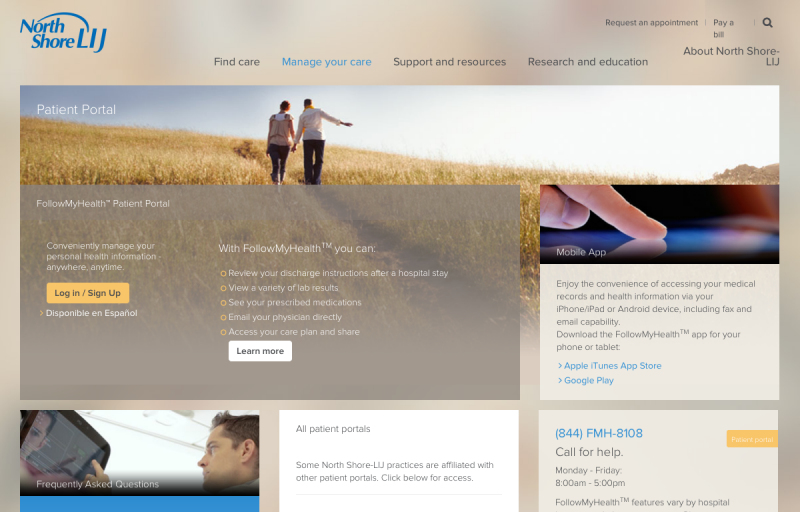 North
Shore LIJ
Request an appointment
Pay a
bill
Find care
Manage your care
Support and resources
Research and education
About North Shore-
LIJ
Patient Portal
FollowMyHealth™ Patient Portal
Conveniently manage your
personal health information -
anywhere, anytime.
Log in / Sign Up
Disponible en Español
With FollowMyHealth™ you can:
Review your discharge instructions after a hospital stay
View a variety of lab results
See your prescribed medications
Email your physician directly
Access your care plan and share
Learn more
Mobile App
Enjoy the convenience of accessing your medical
records and health information via your
iPhone/iPad or Android device, including fax and
email capability.
Download the FollowMyHealth™ app for your
phone or tablet:
Apple iTunes App Store
Google Play
Frequently Asked Questions
All patient portals
Some North Shore-LIJ practices are affiliated with
other patient portals. Click below for access.
(844) FMH-8108
Patient portal
Call for help.
Monday - Friday:
8:00am - 5:00pm
FollowMyHealth™ features vary by hospital